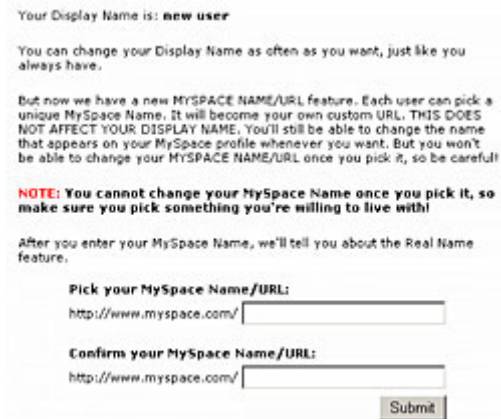 Your Display Name is: new user
You can change your Display Name as often as you want, just like you
always have.
But now we have a new MYSPACE NAME/URL feature. Each user can pick a
unique MySpace Name. It will become your own custom URL. THIS DOES
NOT AFFECT YOUR DISPLAY NAME. You'll still be able to change the name
that appears on your MySpace profile whenever you want. But you won't
be able to change your MYSPACE NAME/URL once you pick it, so be careful!
NOTE: You cannot change your MySpace Name once you pick it, so
make sure you pick something you're willing to live with!
After you enter your MySpace Name, we'll tell you about the Real Name
feature.
Pick your MySpace Name/URL:
http://www.myspace.com/
Confirm your MySpace Name/URL:
http://www.myspace.com/
Submit